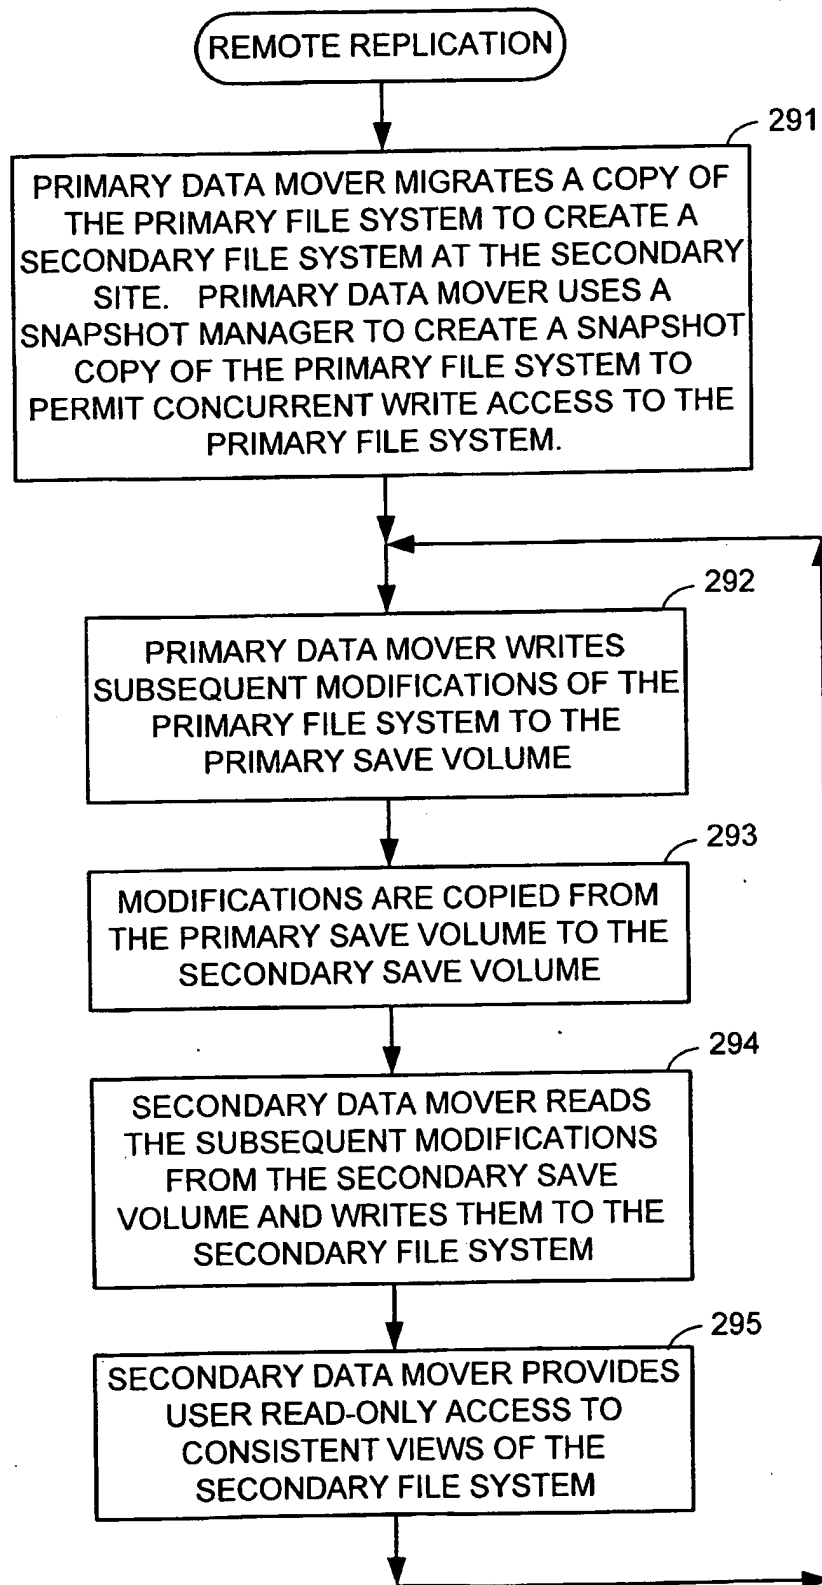 REMOTE REPLICATION
291
PRIMARY DATA MOVER MIGRATES A COPY OF
THE PRIMARY FILE SYSTEM TO CREATE A
SECONDARY FILE SYSTEM AT THE SECONDARY
SITE. PRIMARY DATA MOVER USES A
SNAPSHOT MANAGER TO CREATE A SNAPSHOT
COPY OF THE PRIMARY FILE SYSTEM TO
PERMIT CONCURRENT WRITE ACCESS TO THE
PRIMARY FILE SYSTEM.
292
PRIMARY DATA MOVER WRITES
SUBSEQUENT MODIFICATIONS OF THE
PRIMARY FILE SYSTEM TO THE
PRIMARY SAVE VOLUME
293
MODIFICATIONS ARE COPIED FROM
THE PRIMARY SAVE VOLUME TO THE
SECONDARY SAVE VOLUME
294
SECONDARY DATA MOVER READS
THE SUBSEQUENT MODIFICATIONS
FROM THE SECONDARY SAVE
VOLUME AND WRITES THEM TO THE
SECONDARY FILE SYSTEM
295
SECONDARY DATA MOVER PROVIDES
USER READ-ONLY ACCESS TO
CONSISTENT VIEWS OF THE
SECONDARY FILE SYSTEM